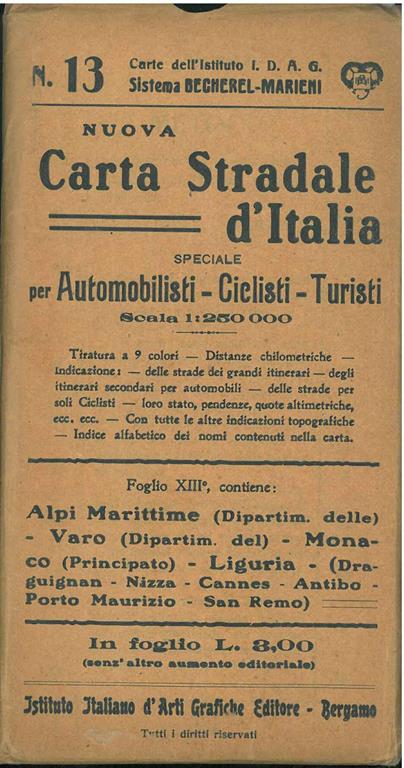 N. 13
Carte dell'Istituto I. D. A. G.
Sistema BECHEREL-MARIENI
NUOVA
Carta Stradale
d'Italia
SPECIALE
per Automobilisti - Ciclisti - Turisti
Scala 1:250 000
Tiratura a 9 colori — Distanze chilometriche —
Indicazione: — delle strade dei grandi itinerari — degli
itinerari secondari per automobili — delle strade per
soli Ciclisti — loro stato, pendenze, quote altimetriche,
ecc. ecc. — Con tutte le altre indicazioni topografiche
— Indice alfabetico dei nomi contenuti nella carta.
Foglio XIII°, contiene:
Alpi Marittime (Dipartim. delle)
- Varo (Dipartim. del) - Mona-
co (Principato) - Liguria - (Dra-
guignan - Nizza - Cannes - Antibo -
Porto Maurizio - San Remo)
In foglio L. 3,00
(senz'altro aumento editoriale)
Istituto Italiano d'Arti Grafiche Editore - Bergamo
Tutti i diritti riservati